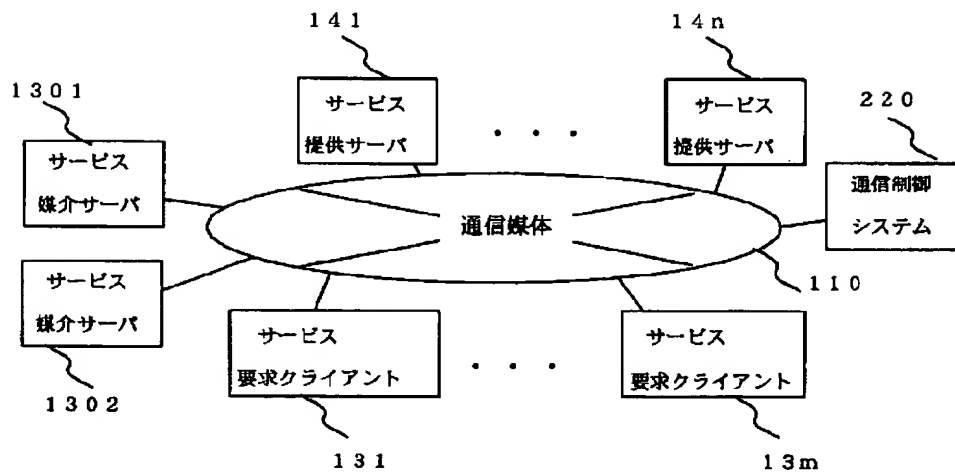 141
14n
1301
220
サービス
提供サーバ
・・・
サービス
提供サーバ
サービス
媒介サーバ
通信制御
システム
通信媒体
サービス
媒介サーバ
110
サービス
要求クライアント
・・・
サービス
要求クライアント
1302
131
13m